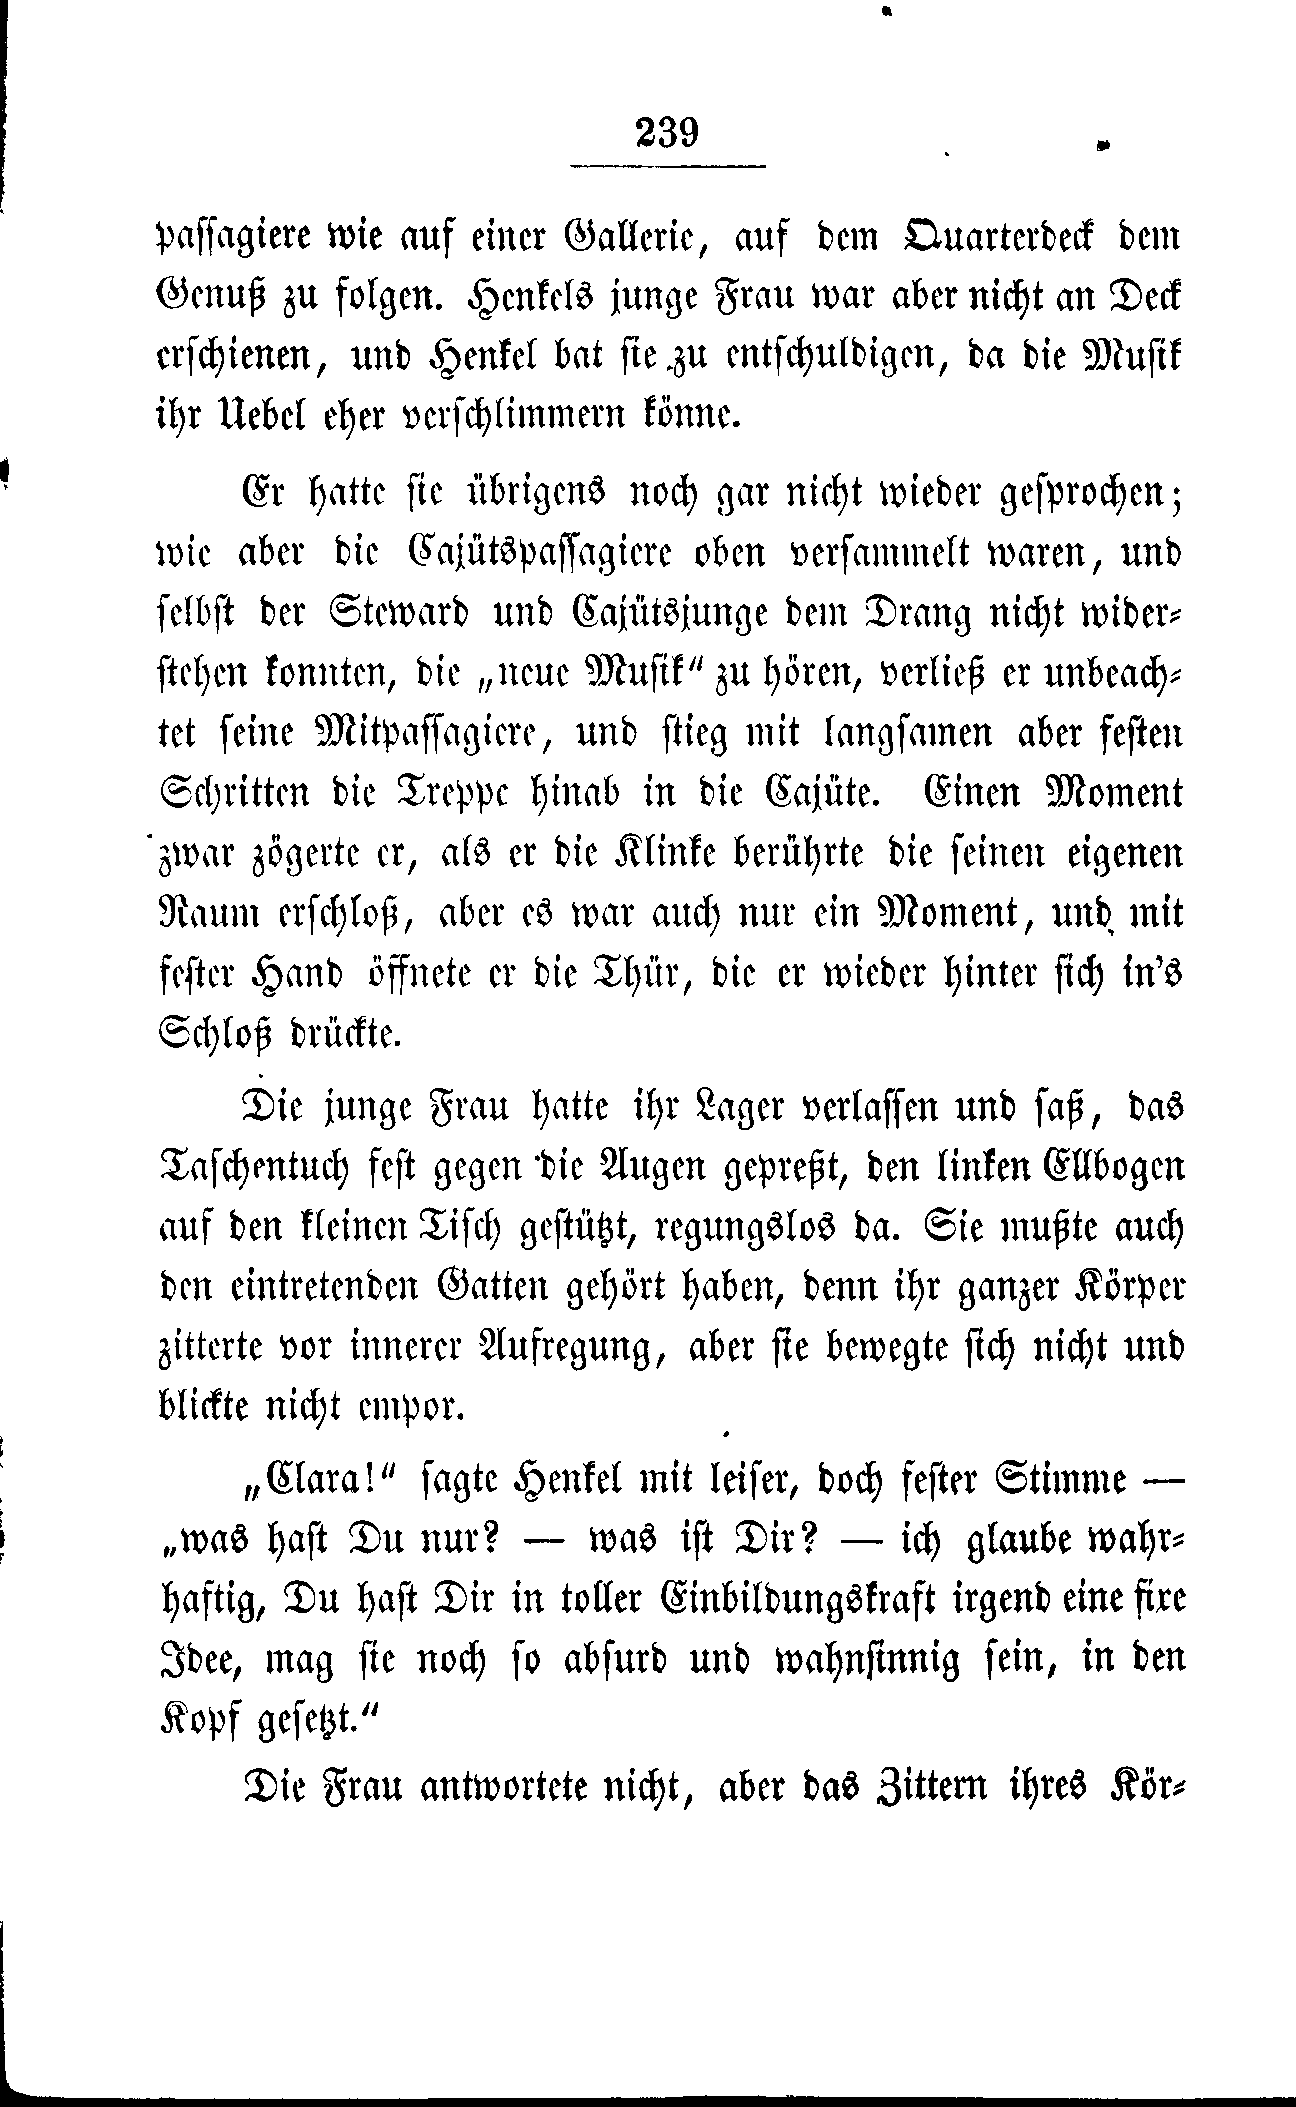 239
passagiere wie auf einer Gallerie, auf dem Quarterdeck dem
Genuß zu folgen. Henkels junge Frau war aber nicht an Deck
erschienen, und Henkel bat sie zu entschuldigen, da die Musik
ihr Uebel eher verschlimmern könne.
Er hatte sie übrigens noch gar nicht wieder gesprochen;
wie aber die Cajütspassagiere oben versammelt waren, und
selbst der Steward und Cajütsjunge dem Drang nicht wider-
stehen konnten, die „neue Musik“ zu hören, verließ er unbeach-
tet seine Mitpassagiere, und stieg mit langsamen aber festen
Schritten die Treppe hinab in die Cajüte. Einen Moment
zwar zögerte er, als er die Klinke berührte die seinen eigenen
Raum erschloß, aber es war auch nur ein Moment, und mit
fester Hand öffnete er die Thür, die er wieder hinter sich in's
Schloß drückte.
Die junge Frau hatte ihr Lager verlassen und saß, das
Taschentuch fest gegen die Augen gepreßt, den linken Ellbogen
auf den kleinen Tisch gestützt, regungslos da. Sie mußte auch
den eintretenden Gatten gehört haben, denn ihr ganzer Körper
zitterte vor innerer Aufregung, aber sie bewegte sich nicht und
blickte nicht empor.
„Clara!“ sagte Henkel mit leiser, doch fester Stimme —
„was hast Du nur? — was ist Dir? — ich glaube wahr-
haftig, Du hast Dir in toller Einbildungskraft irgend eine fixe
Idee, mag sie noch so absurd und wahnsinnig sein, in den
Kopf gesetzt.“
Die Frau antwortete nicht, aber das Zittern ihres Kör-